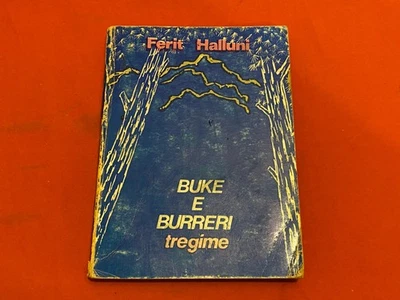 Ferit Halluni
BUKE
E
BURRERI
tregime